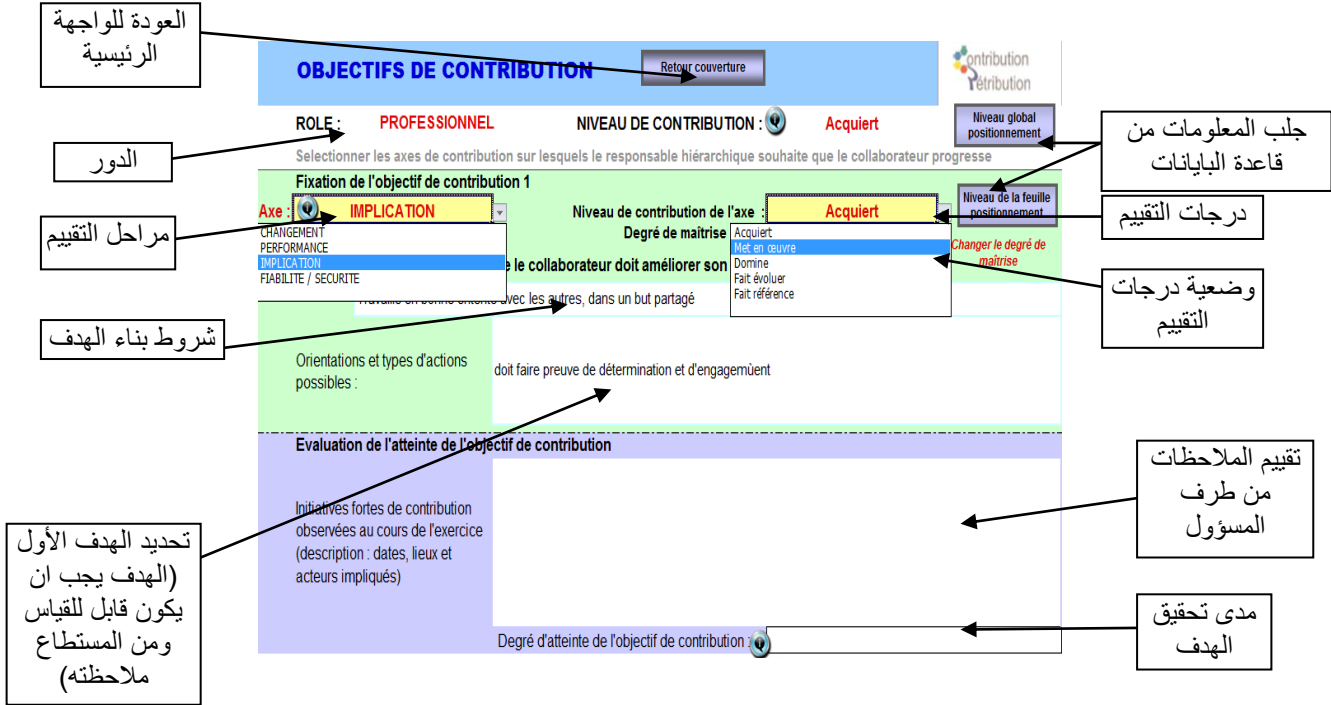 العودة للواجهة
الرئيسية
OBJECTIFS DE CONTRIBUTION
Retour couverture
ontribution
étribution
ROLE :
PROFESSIONNEL
NIVEAU DE CONTRIBUTION :
Acquiert
Niveau global
positionnement
جلب المعلومات من
قاعدة البايانات
الدور
Selectionner les axes de contribution sur lesquels le responsable hiérarchique souhaite que le collaborateur progresse
Fixation de l'objectif de contribution 1
Axe :
IMPLICATION
Niveau de contribution de l'axe :
Acquiert
Niveau de la feuille
positionnement
درجات التقييم
مراحل التقييم
CHANGEMENT
PERFORMANCE
IMPLICATION
FIABILITE / SECURITE
Degré de maîtrise
Acquiert
Met en œuvre
Domine
Fait évoluer
Fait référence
Changer le degré de
maîtrise
e le collaborateur doit améliorer son
وضعية درجات
التقييم
avec les autres, dans un but partagé
شروط بناء الهدف
Orientations et types d'actions
possibles :
doit faire preuve de détermination et d'engagemùent
Evaluation de l'atteinte de l'objectif de contribution
تقييم الملاحظات
من طرف
المسؤول
Initiatives fortes de contribution
observées au cours de l'exercice
(description : dates, lieux et
acteurs impliqués)
تحديد الهدف الأول
(الهدف يجب ان
يكون قابل للقياس
ومن المستطاع
ملاحظته)
مدى تحقيق
الهدف
Degré d'atteinte de l'objectif de contribution :